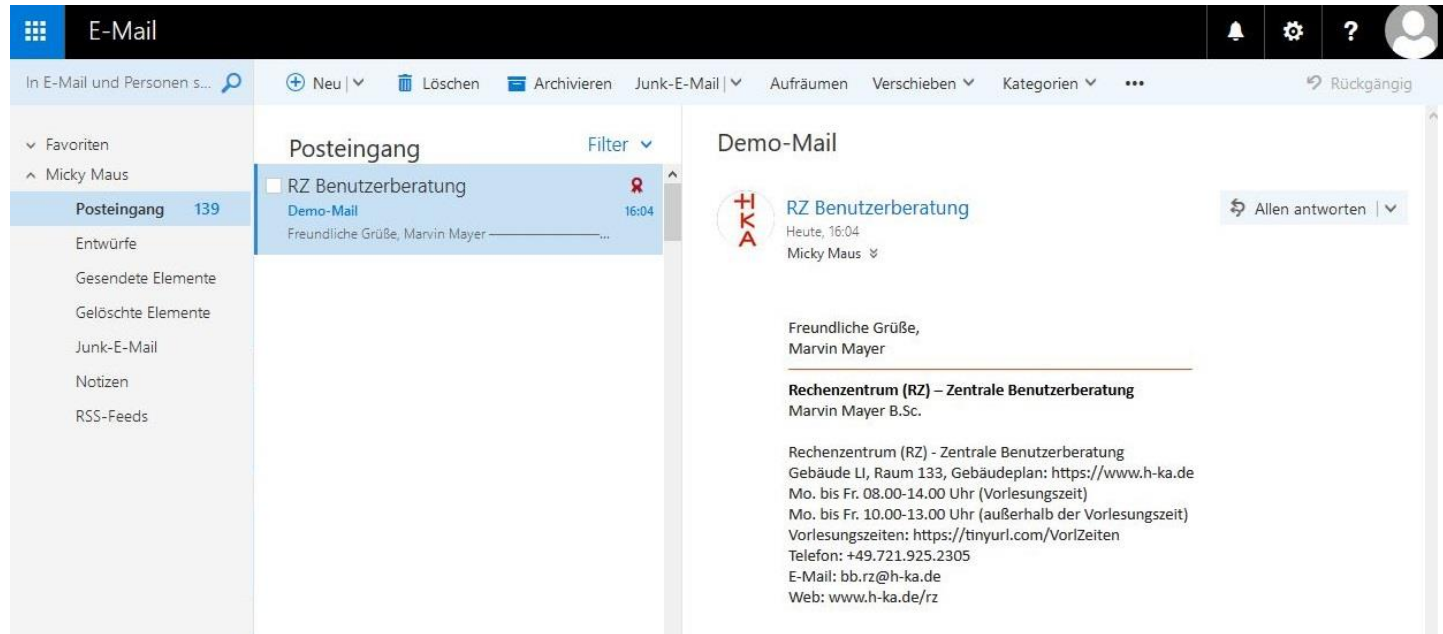 E-Mail
?
In E-Mail und Personen s...
Neu
Löschen
Archivieren
Junk-E-Mail
Aufräumen
Verschieben
Kategorien
•••
Rückgängig
Favoriten
Micky Maus
Posteingang 139
Entwürfe
Gesendete Elemente
Gelöschte Elemente
Junk-E-Mail
Notizen
RSS-Feeds
Posteingang
Filter
RZ Benutzerberatung
Demo-Mail
16:04
Freundliche Grüße, Marvin Mayer ———————...
Demo-Mail
HKA
RZ Benutzerberatung
Heute, 16:04
Micky Maus
Allen antworten
Freundliche Grüße,
Marvin Mayer
Rechenzentrum (RZ) – Zentrale Benutzerberatung
Marvin Mayer B.Sc.
Rechenzentrum (RZ) - Zentrale Benutzerberatung
Gebäude LI, Raum 133, Gebäudeplan: https://www.h-ka.de
Mo. bis Fr. 08.00-14.00 Uhr (Vorlesungszeit)
Mo. bis Fr. 10.00-13.00 Uhr (außerhalb der Vorlesungszeit)
Vorlesungszeiten: https://tinyurl.com/VorlZeiten
Telefon: +49.721.925.2305
E-Mail: bb.rz@h-ka.de
Web: www.h-ka.de/rz